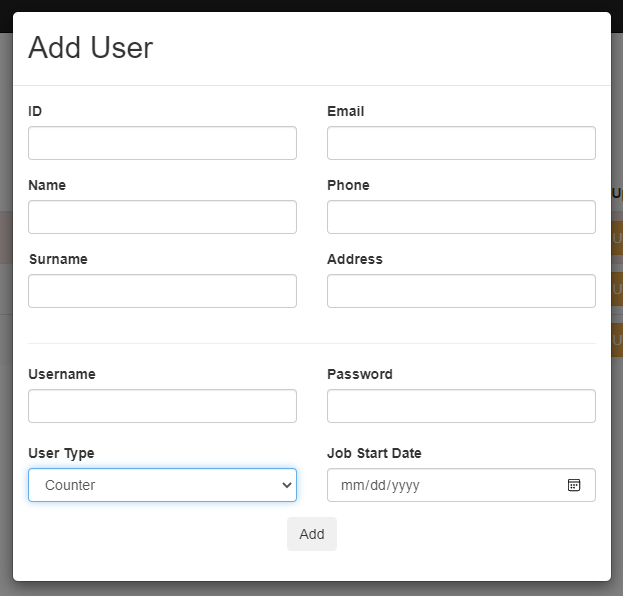 Add User
ID Email
Name Phone
Surname Address
Username Password
User Type Job Start Date
Counter mm/dd/yyyy
Add